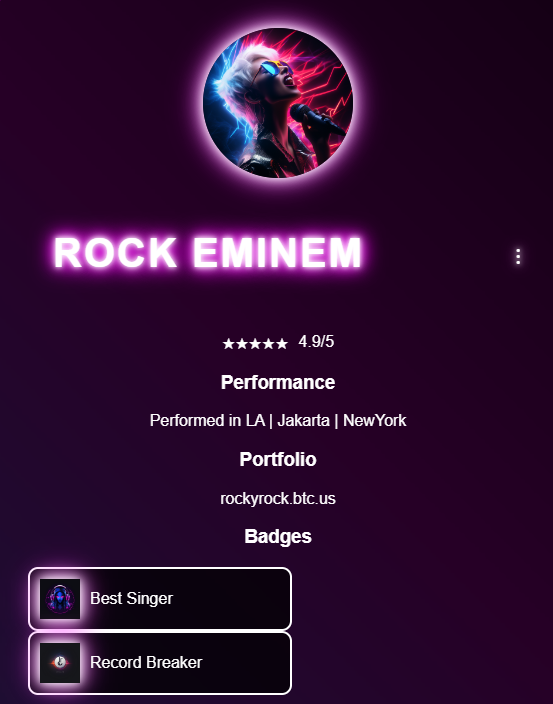 ROCK EMINEM
★★★★★ 4.9/5
Performance
Performed in LA | Jakarta | NewYork
Portfolio
rockyrock.btc.us
Badges
Best Singer
Record Breaker